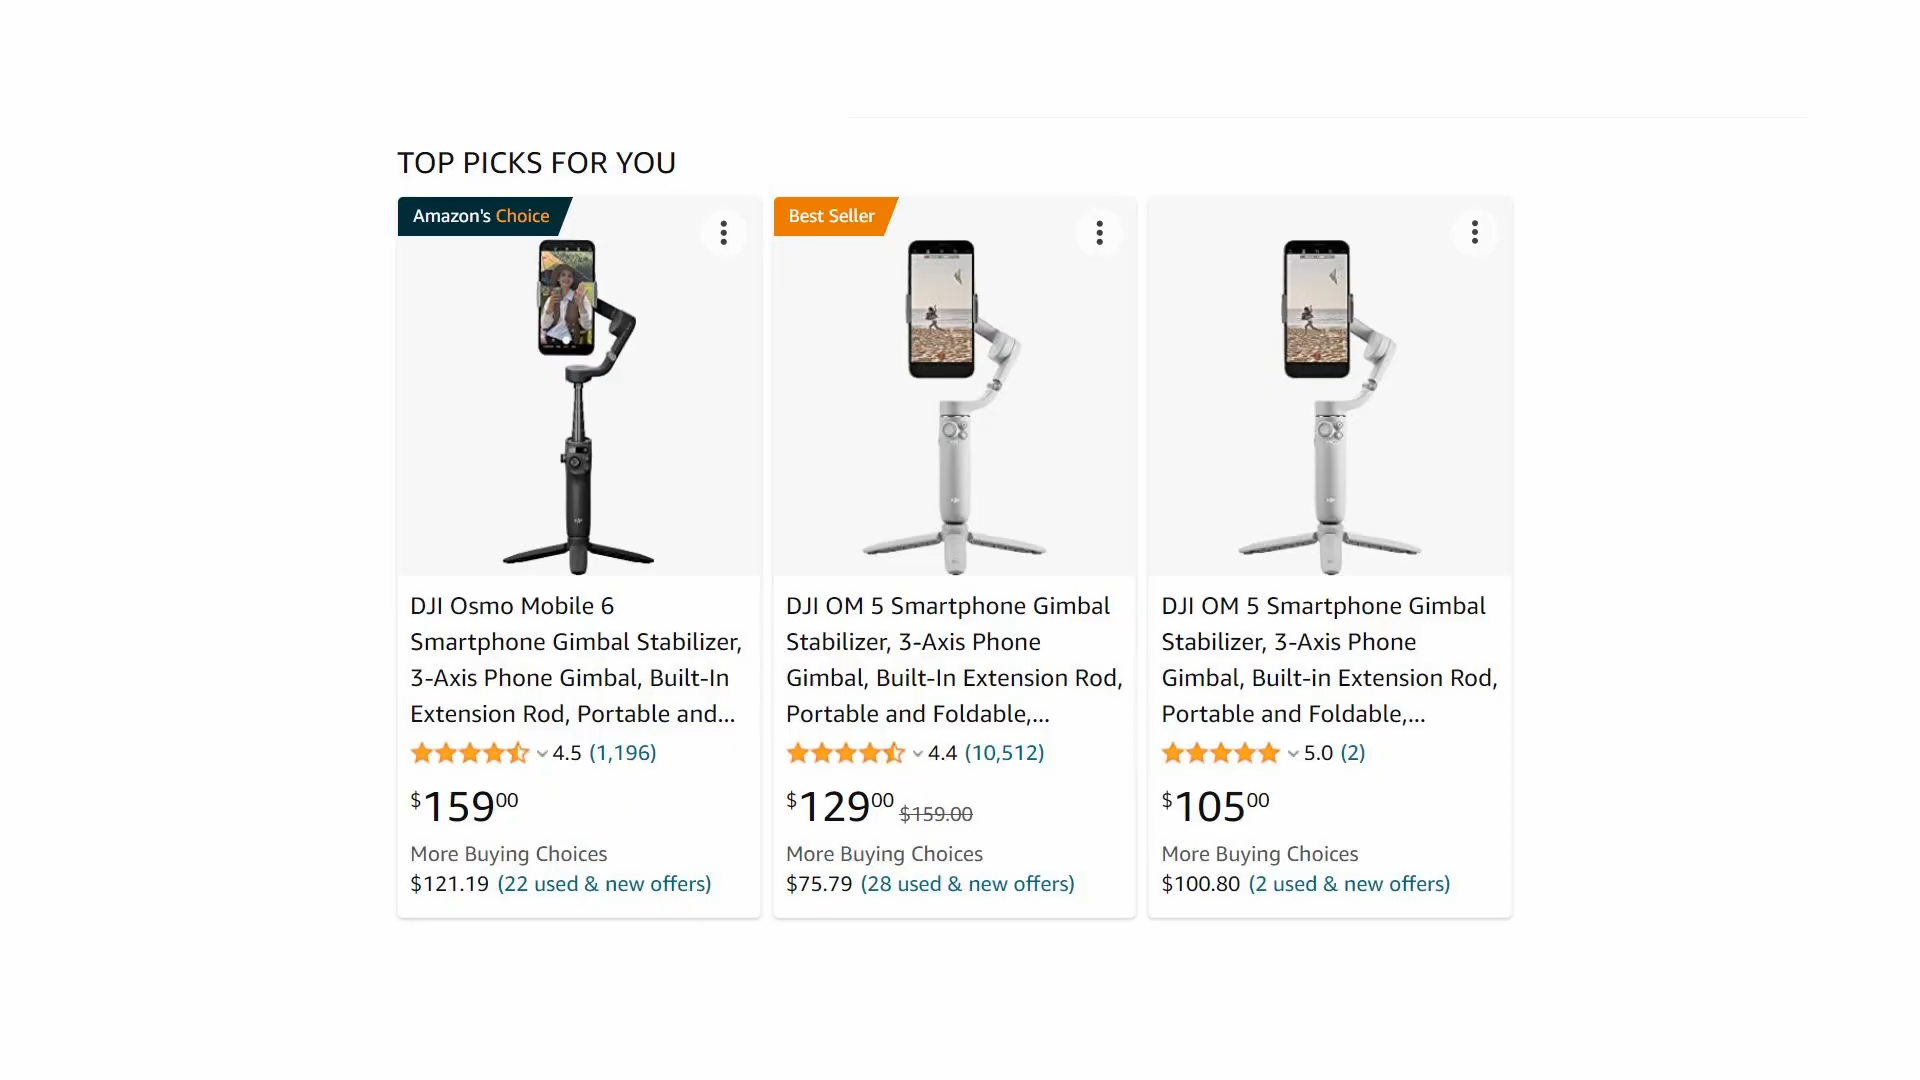 TOP PICKS FOR YOU
Amazon's Choice
DJI Osmo Mobile 6
Smartphone Gimbal Stabilizer,
3-Axis Phone Gimbal, Built-In
Extension Rod, Portable and...
4.5 (1,196)
$159.00
More Buying Choices
$121.19 (22 used & new offers)
Best Seller
DJI OM 5 Smartphone Gimbal
Stabilizer, 3-Axis Phone
Gimbal, Built-In Extension Rod,
Portable and Foldable,...
4.4 (10,512)
$129.00 $159.00
More Buying Choices
$75.79 (28 used & new offers)
DJI OM 5 Smartphone Gimbal
Stabilizer, 3-Axis Phone
Gimbal, Built-in Extension Rod,
Portable and Foldable,...
5.0 (2)
$105.00
More Buying Choices
$100.80 (2 used & new offers)